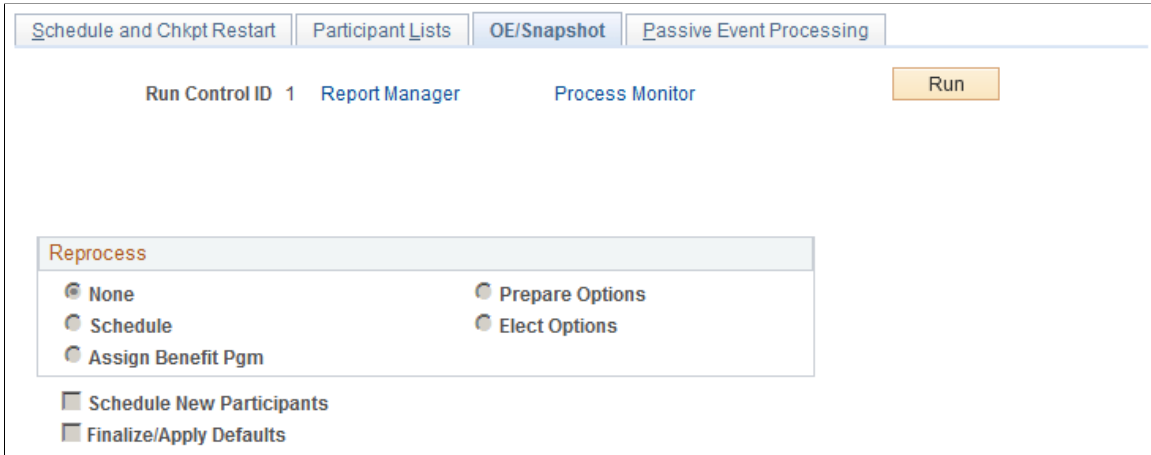 Schedule and Chkpt Restart Participant Lists OE/Snapshot Passive Event Processing
Run Control ID 1 Report Manager Process Monitor Run
Reprocess
None Prepare Options
Schedule Elect Options
Assign Benefit Pgm
Schedule New Participants
Finalize/Apply Defaults